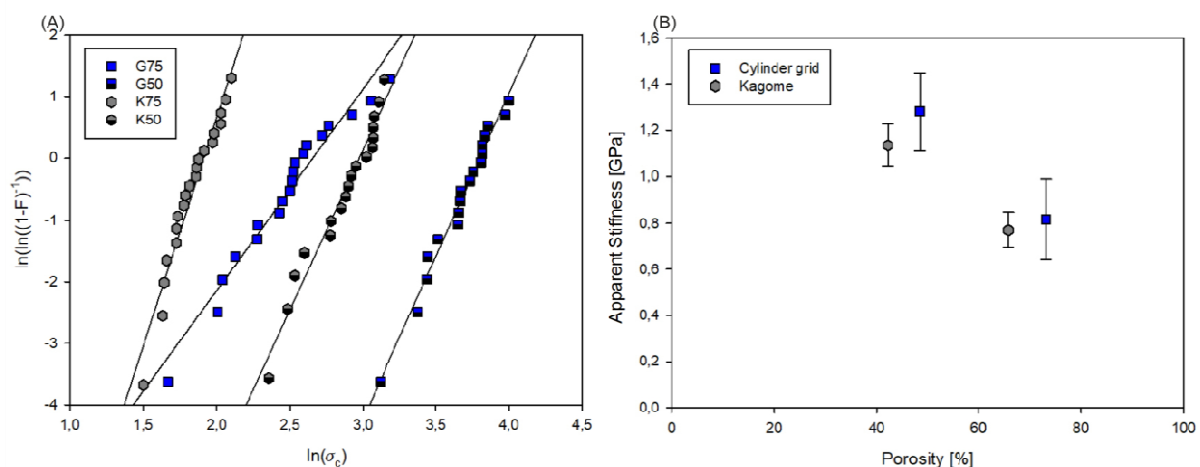 (A)
G75
G50
K75
K50
ln(ln((1-F)⁻¹))
2
1
0
-1
-2
-3
-4
1,0
1,5
2,0
2,5
3,0
3,5
4,0
4,5
ln(σc)
(B)
Cylinder grid
Kagome
Apparent Stiffness [GPa]
1,6
1,4
1,2
1,0
0,8
0,6
0,4
0,2
0,0
0
20
40
60
80
100
Porosity [%]